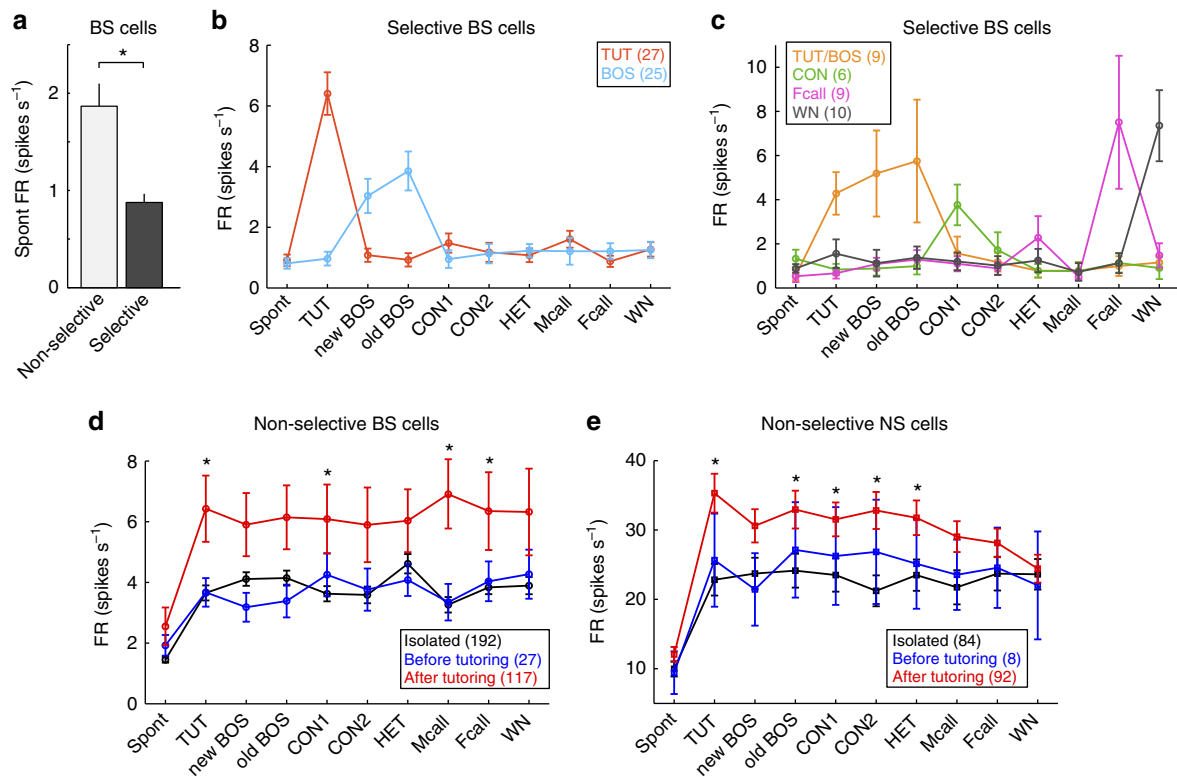 a
BS cells
*
Spont FR (spikes s⁻¹)
2
1
0
Non-selective
Selective
b
Selective BS cells
TUT (27)
BOS (25)
FR (spikes s⁻¹)
8
6
4
2
0
Spont
TUT
new BOS
old BOS
CON1
CON2
HET
Mcall
Fcall
WN
c
Selective BS cells
TUT/BOS (9)
CON (6)
Fcall (9)
WN (10)
FR (spikes s⁻¹)
10
8
6
4
2
0
Spont
TUT
new BOS
old BOS
CON1
CON2
HET
Mcall
Fcall
WN
d
Non-selective BS cells
* * * *
FR (spikes s⁻¹)
8
6
4
2
0
Isolated (192)
Before tutoring (27)
After tutoring (117)
Spont
TUT
new BOS
old BOS
CON1
CON2
HET
Mcall
Fcall
WN
e
Non-selective NS cells
* * * * *
FR (spikes s⁻¹)
40
30
20
10
Isolated (84)
Before tutoring (8)
After tutoring (92)
Spont
TUT
new BOS
old BOS
CON1
CON2
HET
Mcall
Fcall
WN